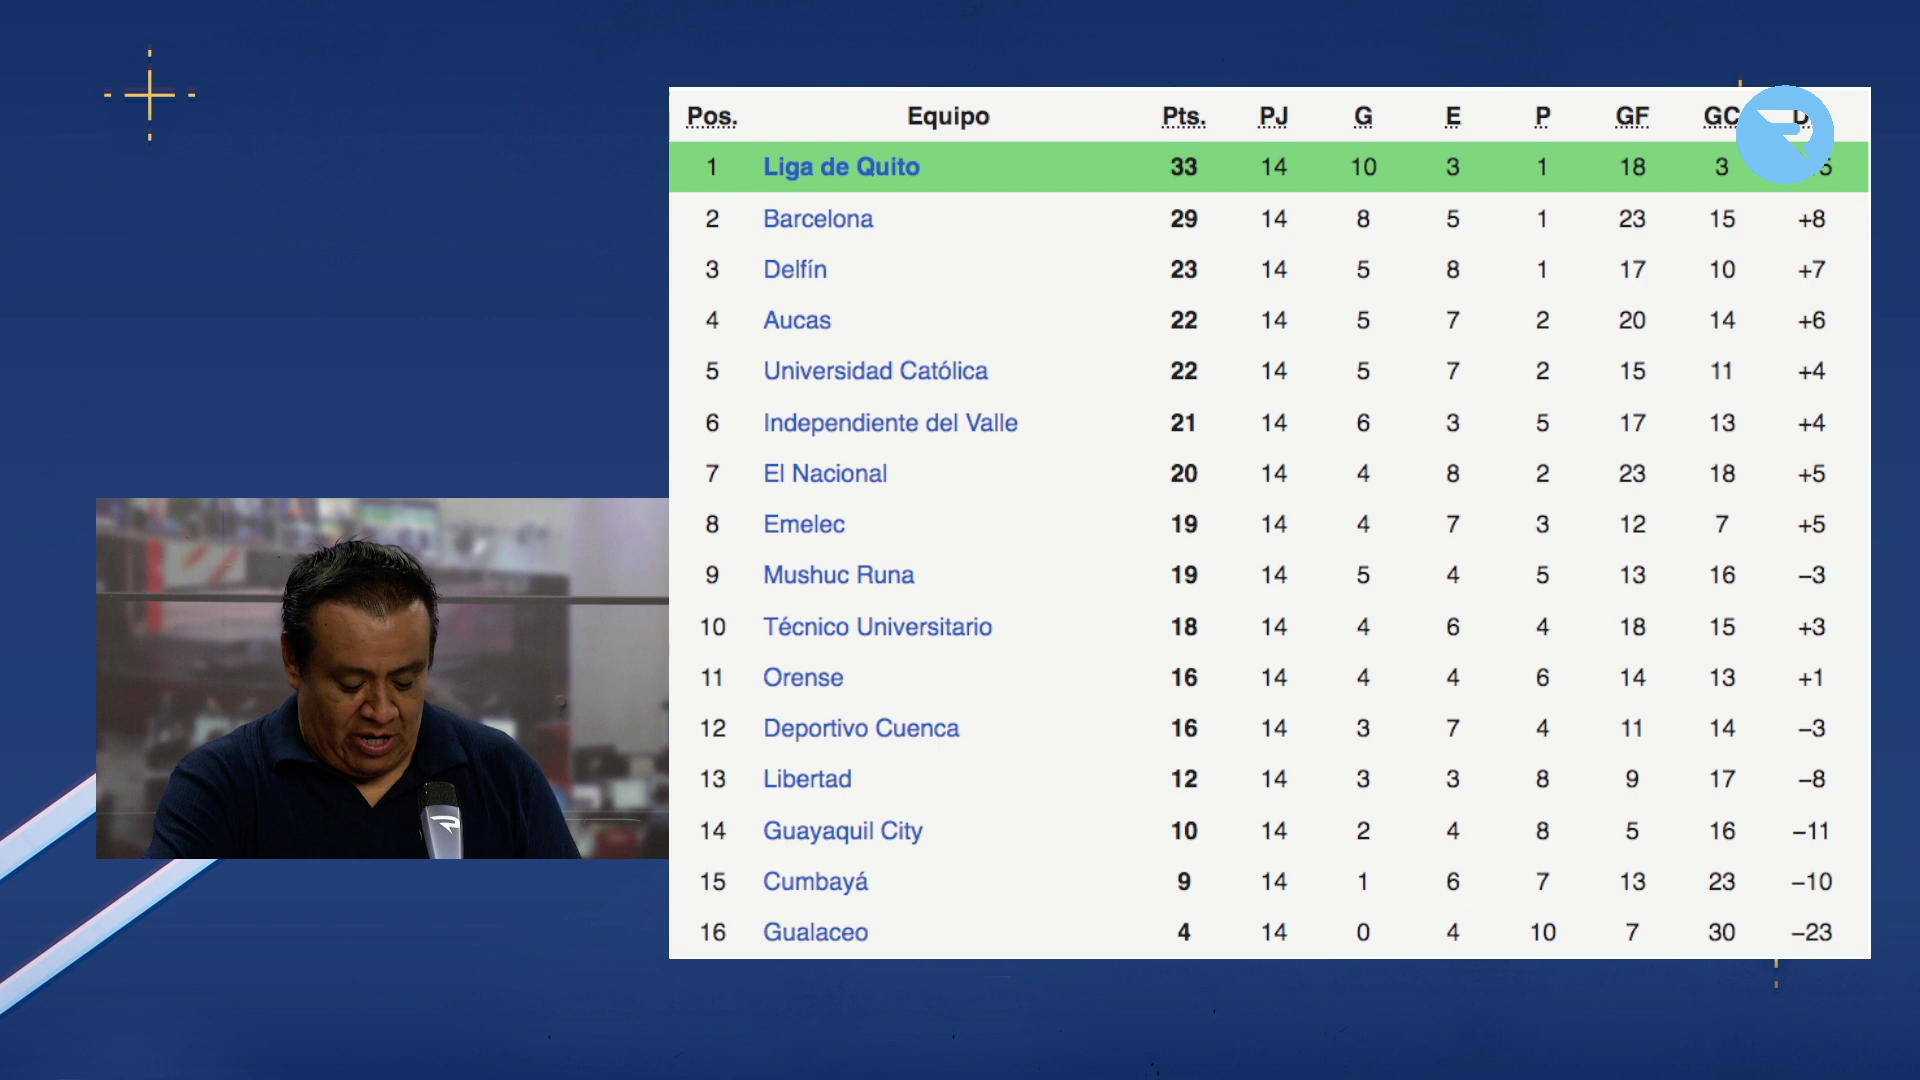 Pos. Equipo Pts. PJ G E P GF GC
1 Liga de Quito 33 14 10 3 1 18 3
2 Barcelona 29 14 8 5 1 23 15 +8
3 Delfín 23 14 5 8 1 17 10 +7
4 Aucas 22 14 5 7 2 20 14 +6
5 Universidad Católica 22 14 5 7 2 15 11 +4
6 Independiente del Valle 21 14 6 3 5 17 13 +4
7 El Nacional 20 14 4 8 2 23 18 +5
8 Emelec 19 14 4 7 3 12 7 +5
9 Mushuc Runa 19 14 5 4 5 13 16 −3
10 Técnico Universitario 18 14 4 6 4 18 15 +3
11 Orense 16 14 4 4 6 14 13 +1
12 Deportivo Cuenca 16 14 3 7 4 11 14 −3
13 Libertad 12 14 3 3 8 9 17 −8
14 Guayaquil City 10 14 2 4 8 5 16 −11
15 Cumbayá 9 14 1 6 7 13 23 −10
16 Gualaceo 4 14 0 4 10 7 30 −23